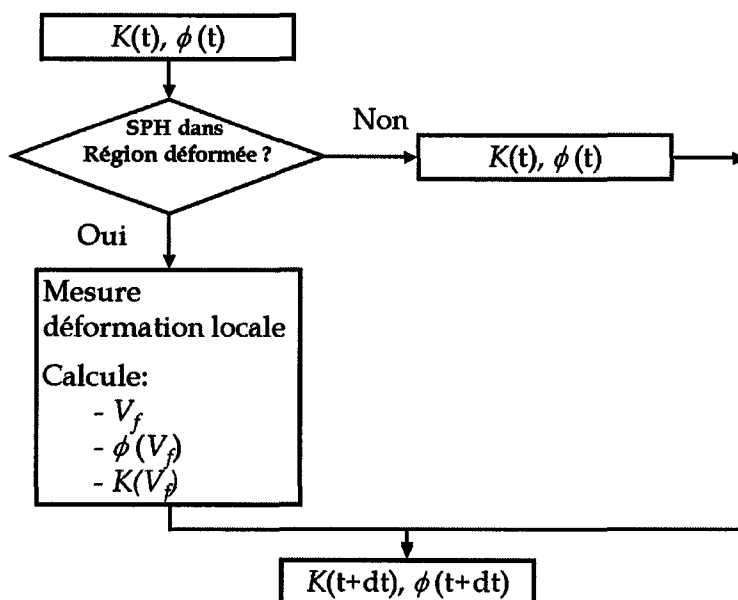 K(t), ϕ(t)
SPH dans
Région déformée ?
Non
K(t), ϕ(t)
Oui
Mesure
déformation locale
Calcule:
- V_f
- ϕ(V_f)
- K(V_f)
K(t+dt), ϕ(t+dt)